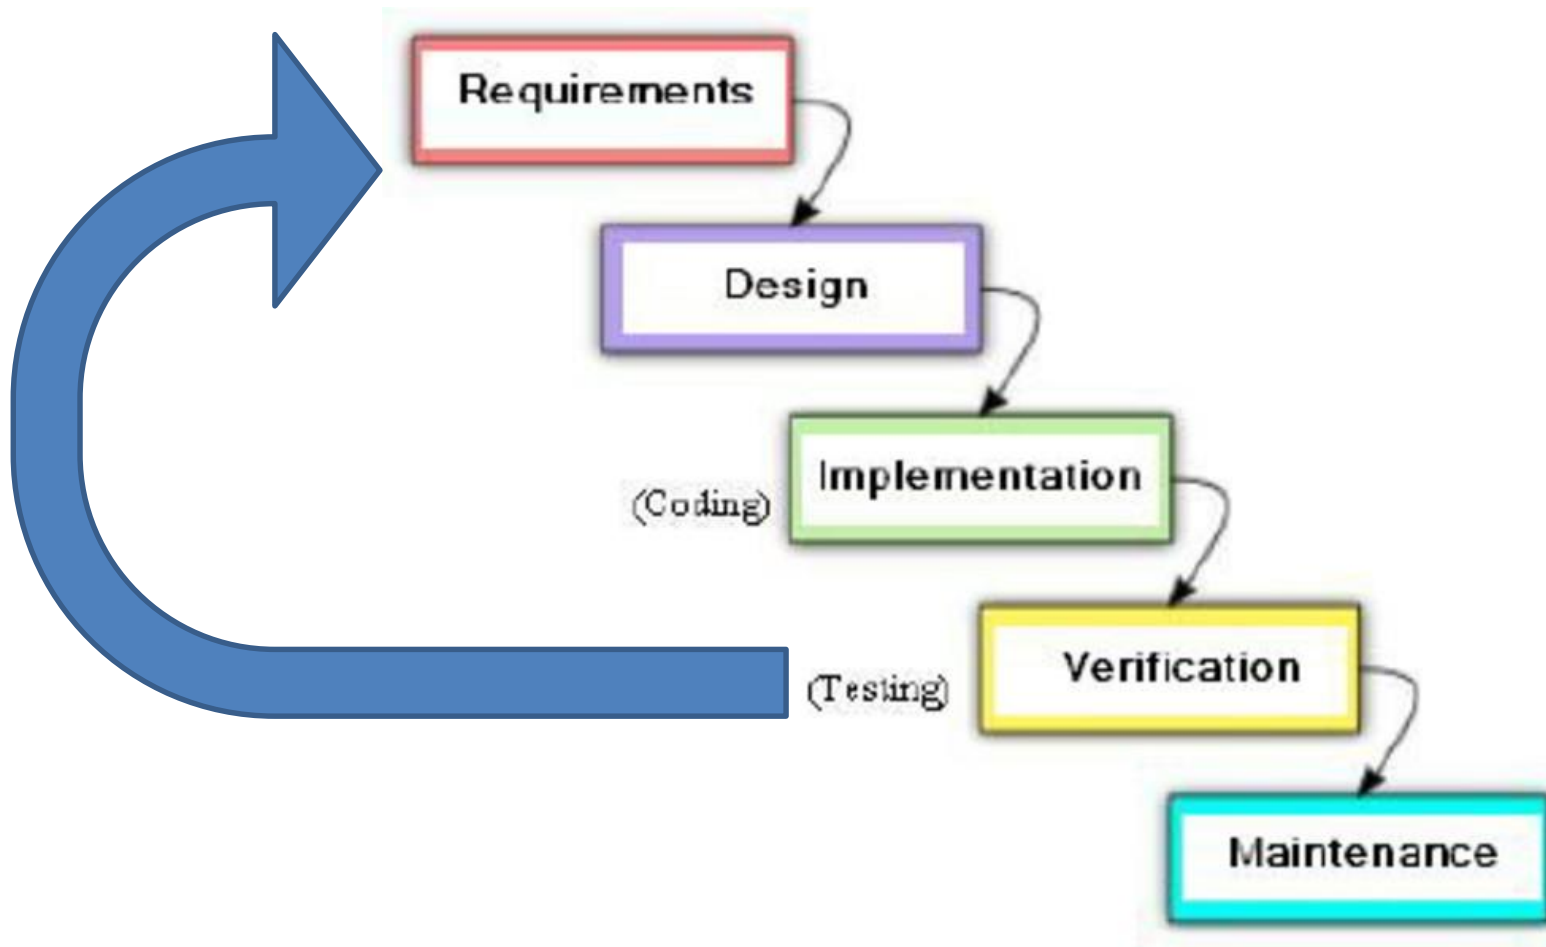 Requirements
Design
Implementation
(Coding)
Verification
(Testing)
Maintenance